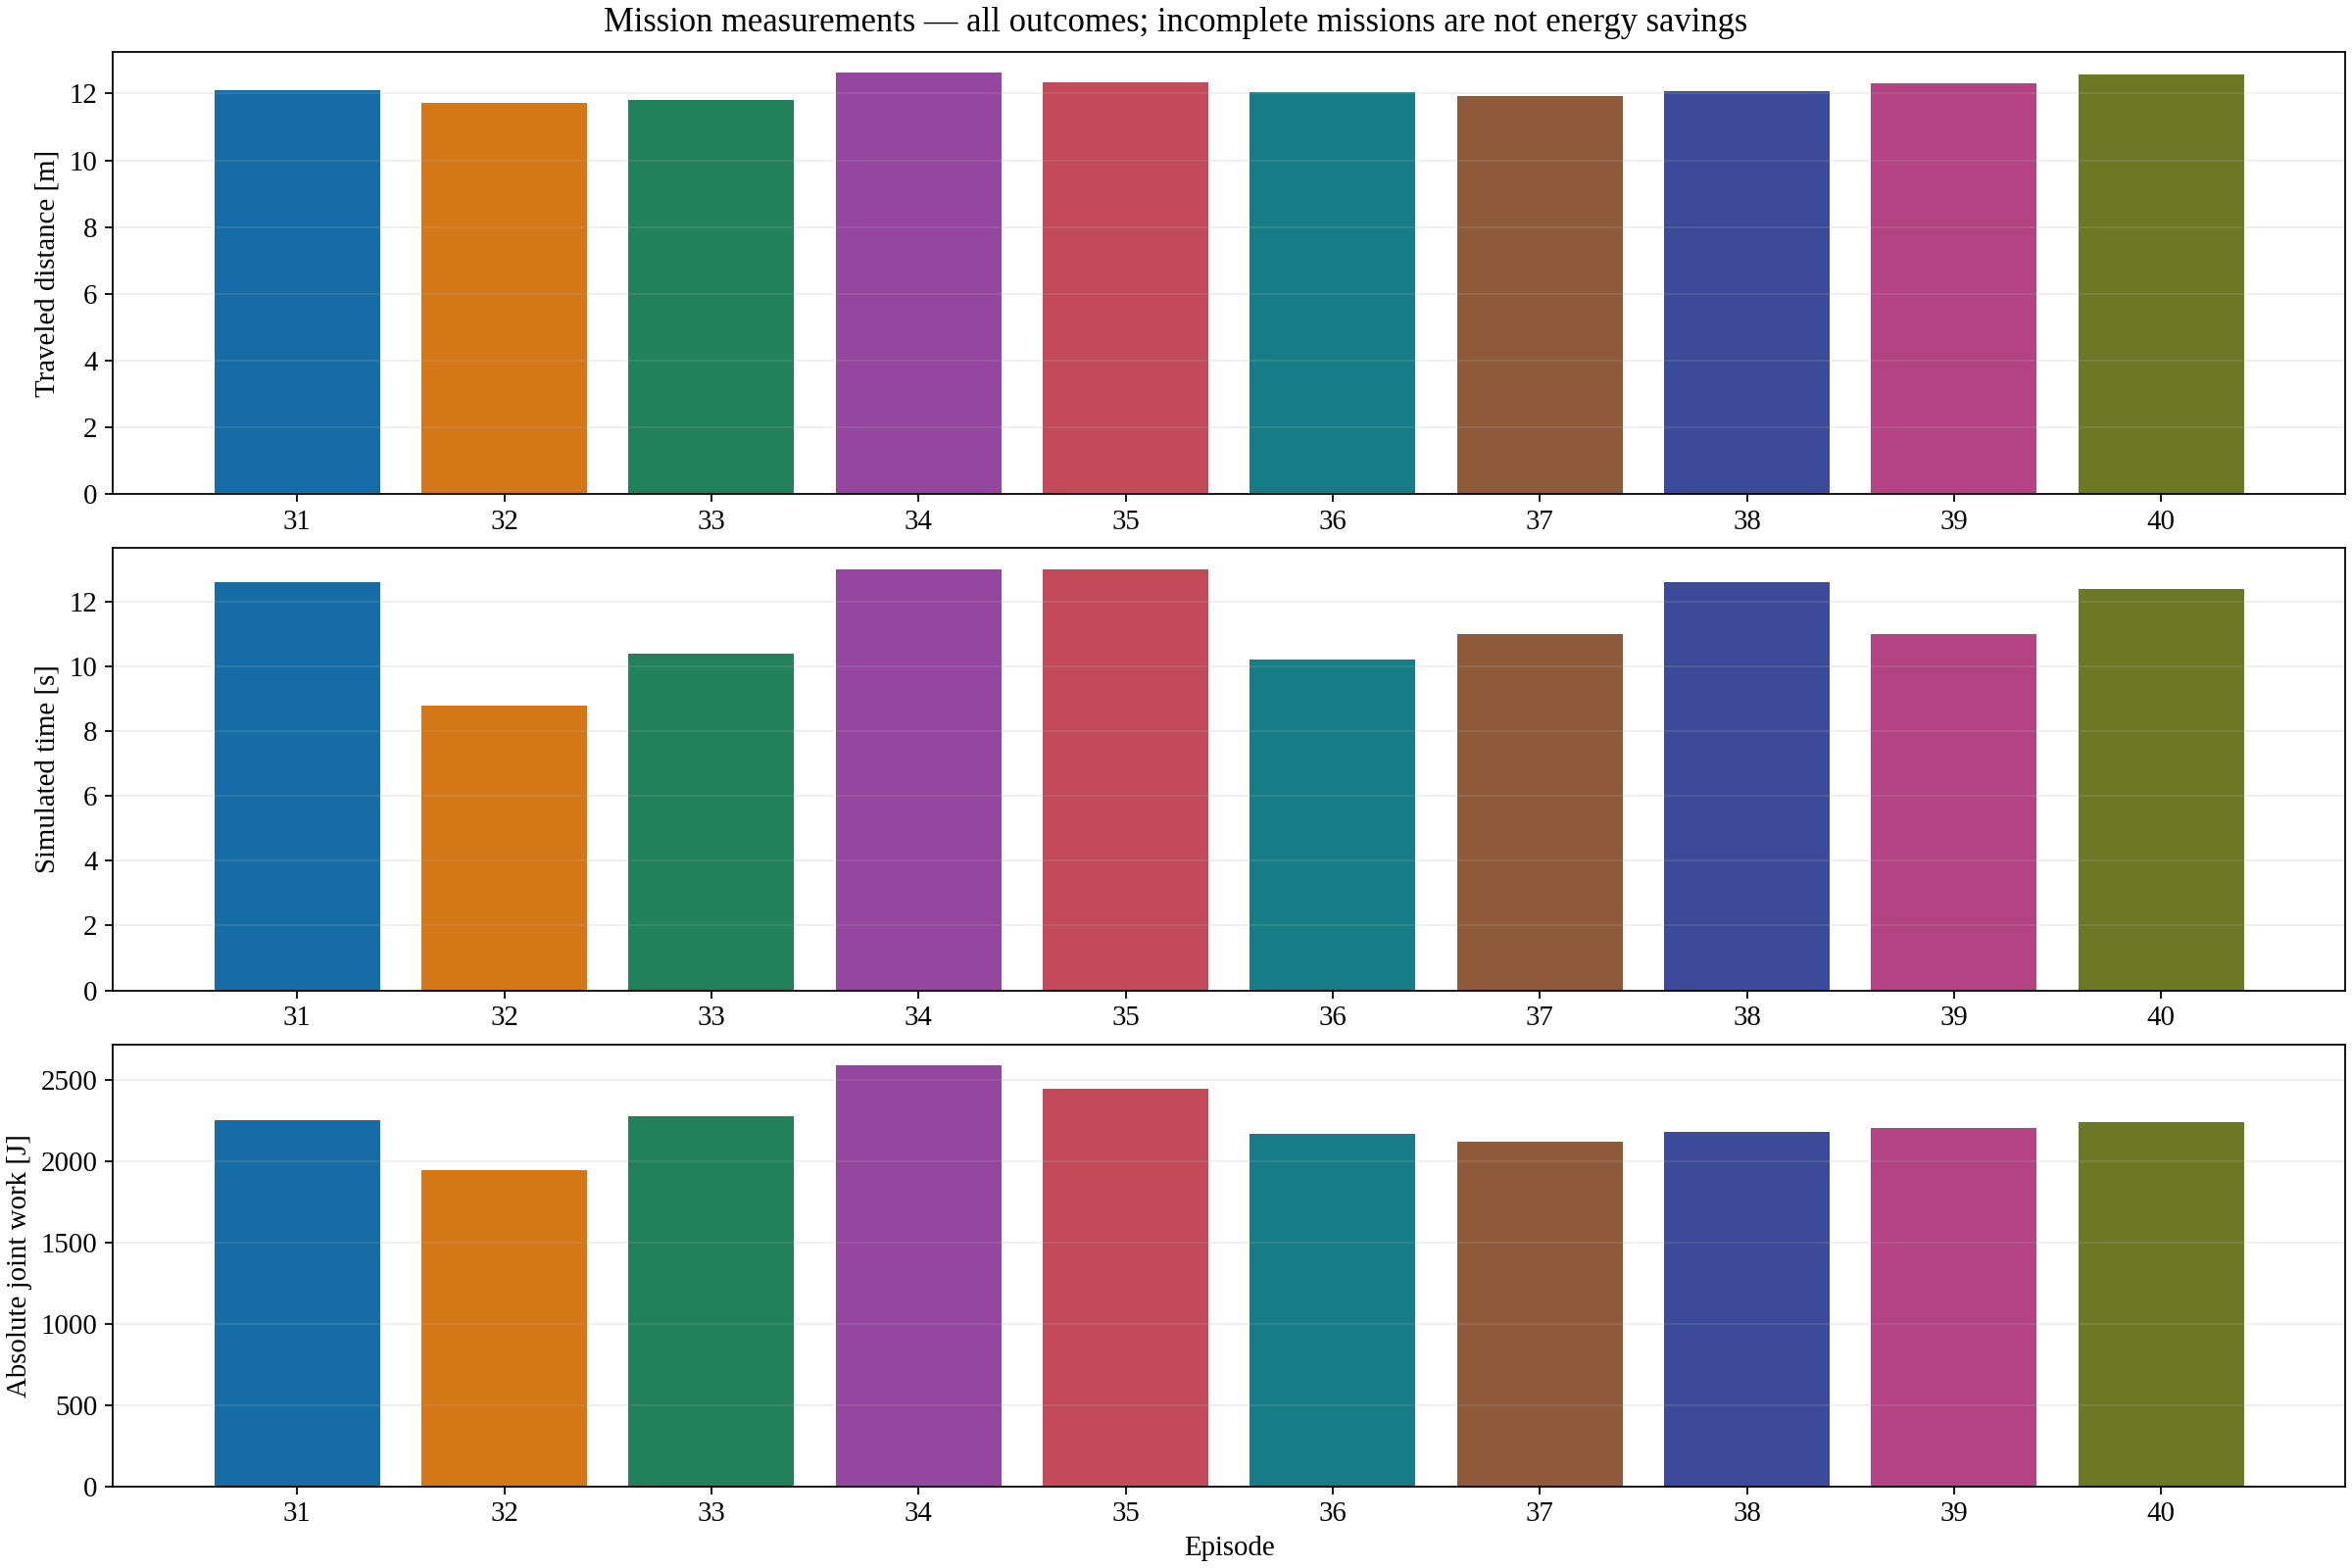 Mission measurements — all outcomes; incomplete missions are not energy savings
Traveled distance [m]
12
10
8
6
4
2
0
31 32 33 34 35 36 37 38 39 40
Simulated time [s]
12
10
8
6
4
2
0
31 32 33 34 35 36 37 38 39 40
Absolute joint work [J]
2500
2000
1500
1000
500
0
31 32 33 34 35 36 37 38 39 40
Episode